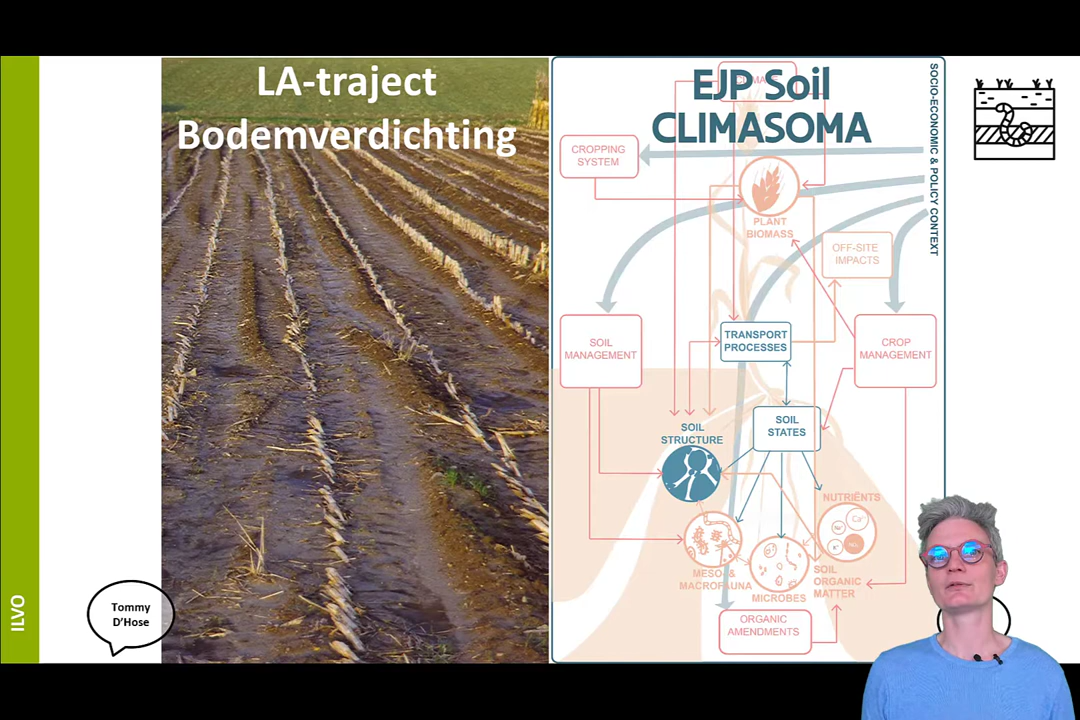 LA-traject
Bodemverdichting
EJP Soil
CLIMASOMA
SOCIO-ECONOMIC & POLICY CONTEXT
CROPPING
SYSTEM
PLANT
BIOMASS
OFF-SITE
IMPACTS
SOIL
MANAGEMENT
TRANSPORT
PROCESSES
CROP
MANAGEMENT
SOIL
STRUCTURE
SOIL
STATES
NUTRIËNTS
MESO- &
MACROFAUNA
MICROBES
SOIL
ORGANIC
MATTER
ORGANIC
AMENDMENTS
Tommy
D'Hose
ILVO